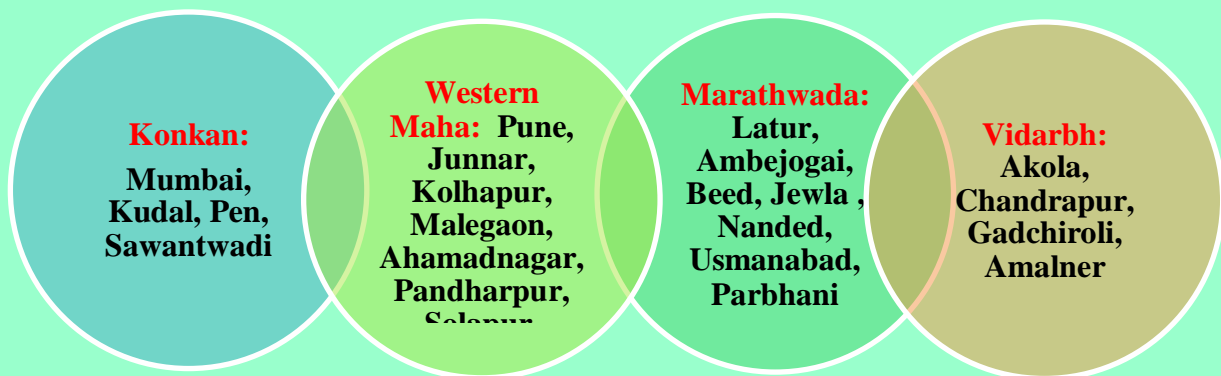 Konkan:
Mumbai,
Kudal, Pen,
Sawantwadi
Western
Maha: Pune,
Junnar,
Kolhapur,
Malegaon,
Ahamadnagar,
Pandharpur,
Solapur,
Marathwada:
Latur,
Ambejogai,
Beed, Jewla ,
Nanded,
Usmanabad,
Parbhani
Vidarbh:
Akola,
Chandrapur,
Gadchiroli,
Amalner